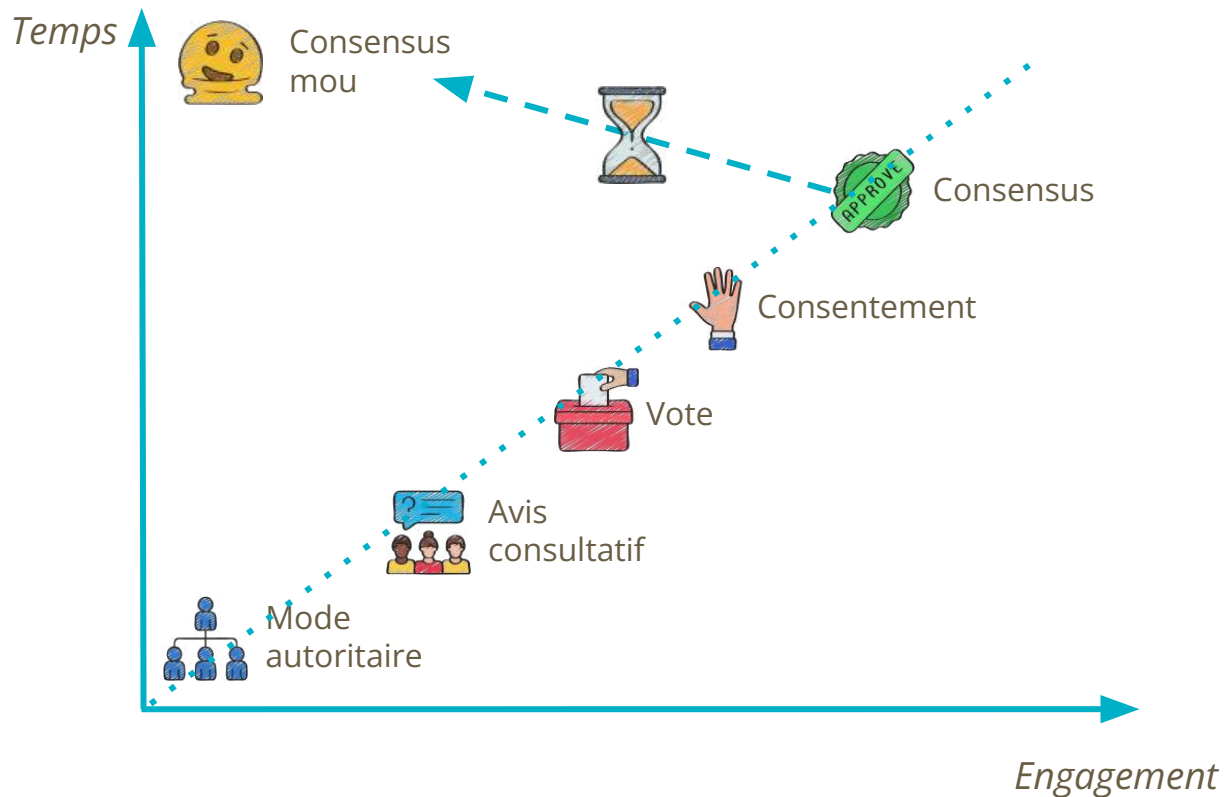 Temps
Consensus
mou
APPROVE
Consensus
Consentement
Vote
?
Avis
consultatif
Mode
autoritaire
Engagement